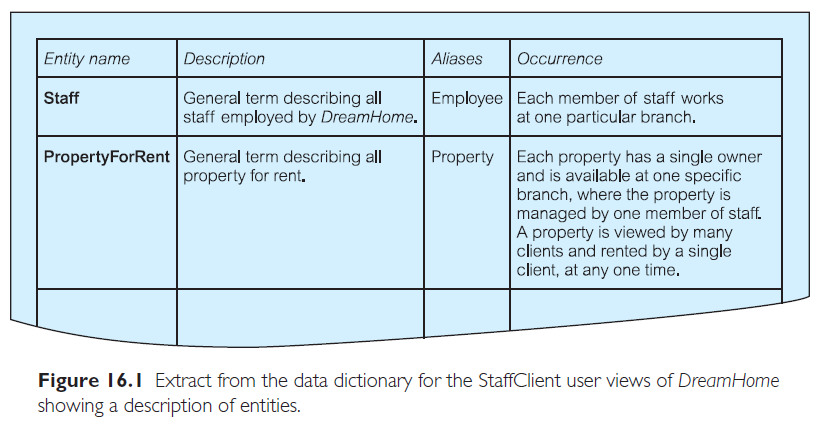 Entity name Description Aliases Occurrence
Staff General term describing all Employee Each member of staff works
staff employed by DreamHome. at one particular branch.
PropertyForRent General term describing all Property Each property has a single owner
property for rent. and is available at one specific
branch, where the property is
managed by one member of staff.
A property is viewed by many
clients and rented by a single
client, at any one time.
Figure 16.1 Extract from the data dictionary for the StaffClient user views of DreamHome
showing a description of entities.